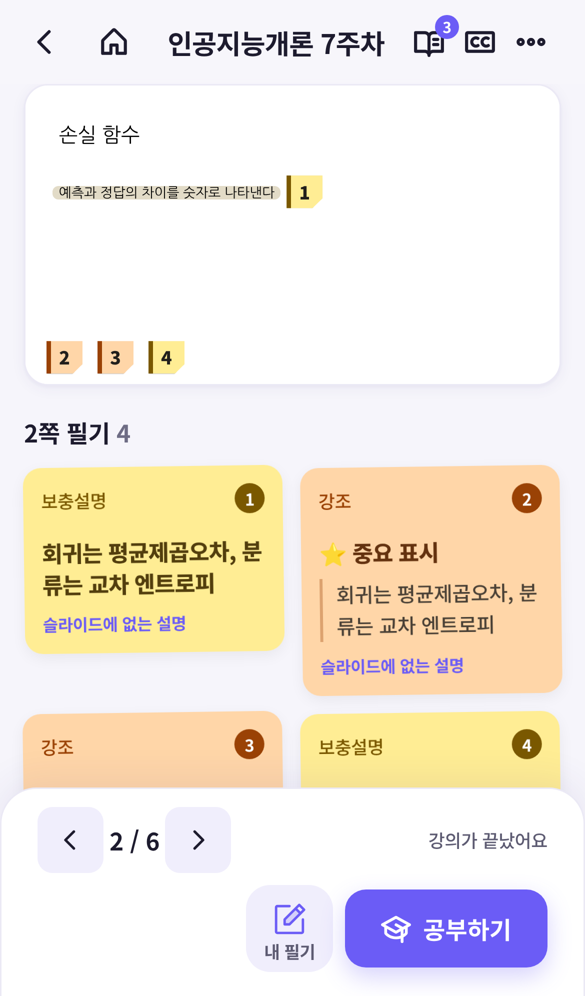 인공지능개론 7주차
3
CC
손실 함수
예측과 정답의 차이를 숫자로 나타낸다
1
2
3
4
2쪽 필기 4
보충설명
1
회귀는 평균제곱오차, 분
류는 교차 엔트로피
슬라이드에 없는 설명
강조
2
⭐ 중요 표시
회귀는 평균제곱오차, 분
류는 교차 엔트로피
슬라이드에 없는 설명
강조
3
보충설명
4
2 / 6
강의가 끝났어요
내 필기
공부하기